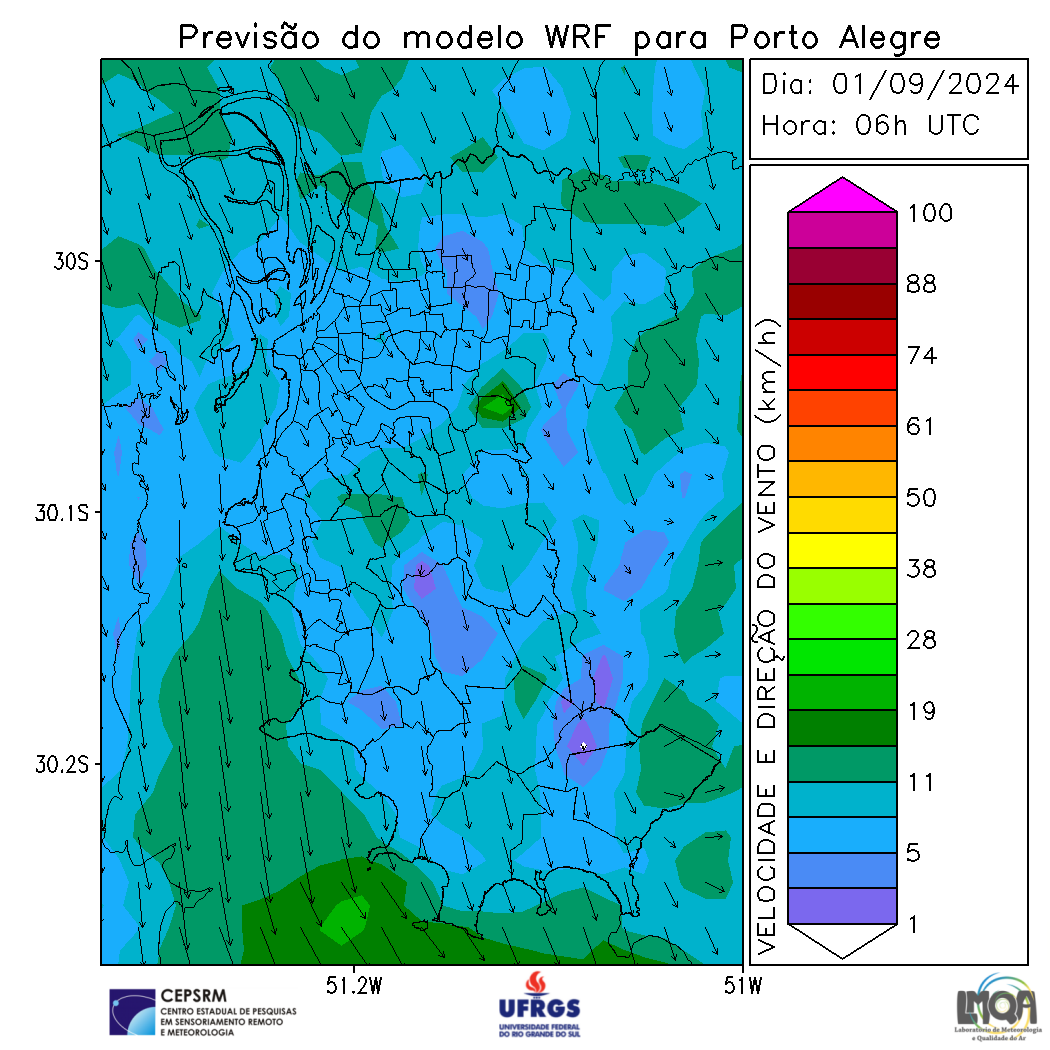 Previsão do modelo WRF para Porto Alegre
Dia: 01/09/2024
Hora: 06h UTC
30S
30.1S
30.2S
51.2W
51W
VELOCIDADE E DIREÇÃO DO VENTO (km/h)
100
88
74
61
50
38
28
19
11
5
1
CEPSRM
CENTRO ESTADUAL DE PESQUISAS
EM SENSORIAMENTO REMOTO
E METEOROLOGIA
UFRGS
UNIVERSIDADE FEDERAL
DO RIO GRANDE DO SUL
LMQA
Laboratório de Meteorologia
e Qualidade do Ar